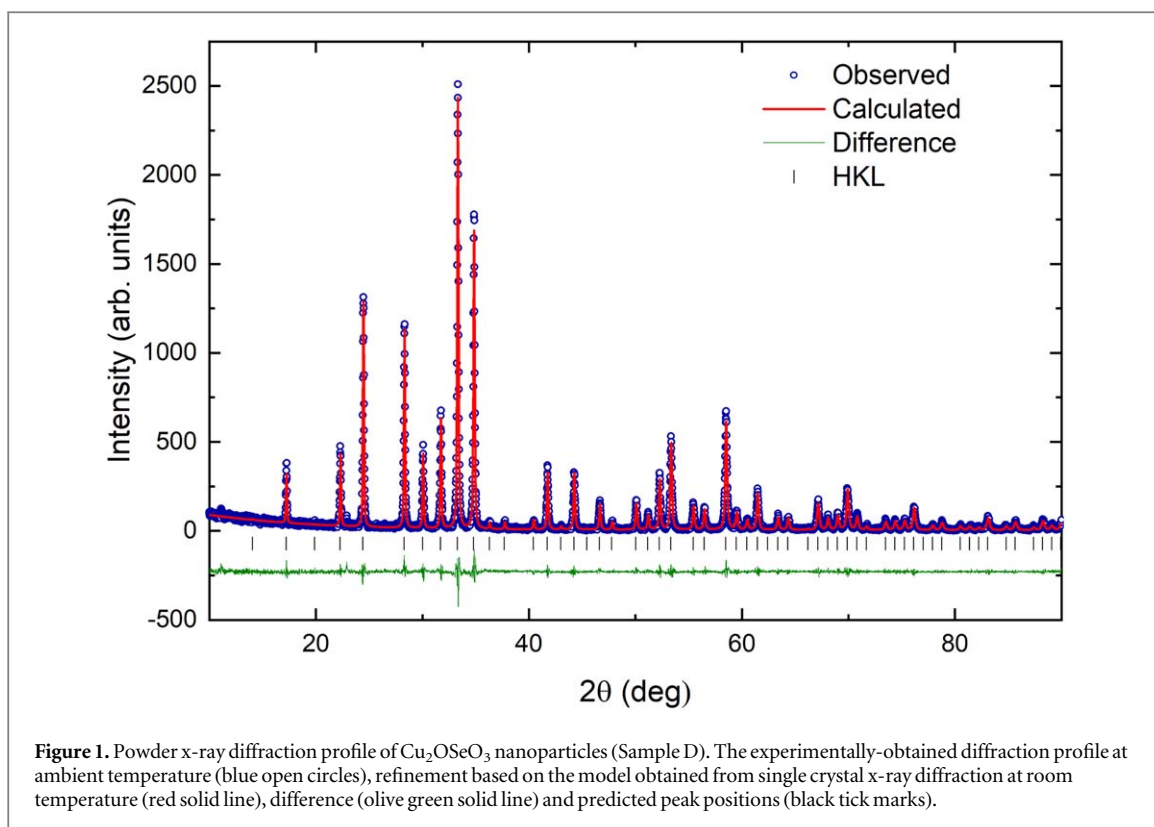 2500
2000
1500
1000
500
0
-500
Intensity (arb. units)
Observed
Calculated
Difference
HKL
20 40 60 80
2θ (deg)
Figure 1. Powder x-ray diffraction profile of Cu₂OSeO₃ nanoparticles (Sample D). The experimentally-obtained diffraction profile at
ambient temperature (blue open circles), refinement based on the model obtained from single crystal x-ray diffraction at room
temperature (red solid line), difference (olive green solid line) and predicted peak positions (black tick marks).